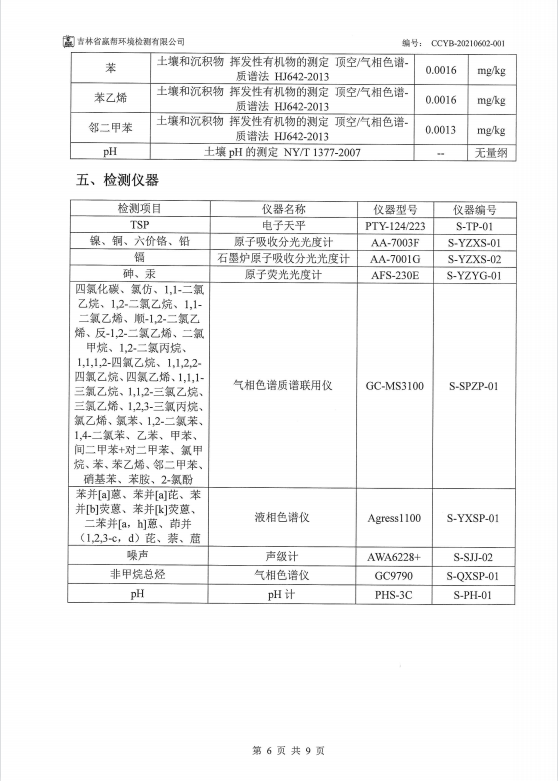 吉林省赢帮环境检测有限公司 编号: CCYB-20210602-001
苯 土壤和沉积物 挥发性有机物的测定 顶空/气相色谱-质谱法 HJ642-2013 0.0016 mg/kg
苯乙烯 土壤和沉积物 挥发性有机物的测定 顶空/气相色谱-质谱法 HJ642-2013 0.0016 mg/kg
邻二甲苯 土壤和沉积物 挥发性有机物的测定 顶空/气相色谱-质谱法 HJ642-2013 0.0013 mg/kg
pH 土壤 pH 的测定 NY/T 1377-2007 -- 无量纲
五、检测仪器
检测项目 仪器名称 仪器型号 仪器编号
TSP 电子天平 PTY-124/223 S-TP-01
镍、铜、六价铬、铅 原子吸收分光光度计 AA-7003F S-YZXS-01
镉 石墨炉原子吸收分光光度计 AA-7001G S-YZXS-02
砷、汞 原子荧光光度计 AFS-230E S-YZYG-01
四氯化碳、氯仿、1,1-二氯
乙烷、1,2-二氯乙烷、1,1-
二氯乙烯、顺-1,2-二氯乙
烯、反-1,2-二氯乙烯、二氯
甲烷、1,2-二氯丙烷、
1,1,1,2-四氯乙烷、1,1,2,2-
四氯乙烷、四氯乙烯、1,1,1-
三氯乙烷、1,1,2-三氯乙烷、
三氯乙烯、1,2,3-三氯丙烷、
氯乙烯、氯苯、1,2-二氯苯、
1,4-二氯苯、乙苯、甲苯、
间二甲苯+对二甲苯、氯甲
烷、苯、苯乙烯、邻二甲苯、
硝基苯、苯胺、2-氯酚
气相色谱质谱联用仪 GC-MS3100 S-SPZP-01
苯并[a]蒽、苯并[a]芘、苯
并[b]荧蒽、苯并[k]荧蒽、
二苯并[a，h]蒽、茚并
（1,2,3-c，d）芘、萘、䓛
液相色谱仪 Agress1100 S-YXSP-01
噪声 声级计 AWA6228+ S-SJJ-02
非甲烷总烃 气相色谱仪 GC9790 S-QXSP-01
pH pH 计 PHS-3C S-PH-01
第 6 页 共 9 页